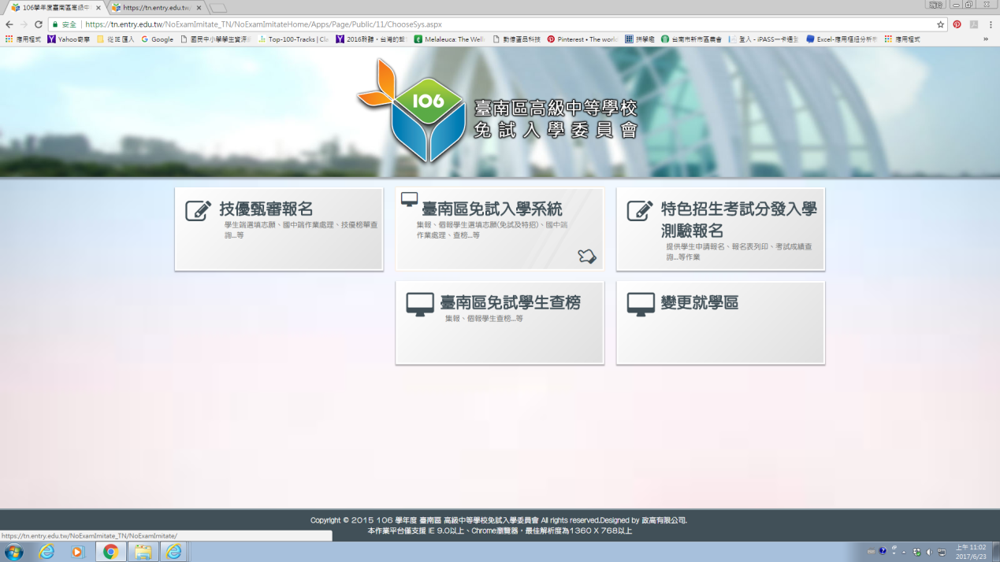 106學年度臺南區高級中
https://tn.entry.edu.tw/
安全
https://tn.entry.edu.tw/NoExamImitate_TN/NoExamImitateHome/Apps/Page/Public/11/ChooseSys.aspx
應用程式
Yahoo奇摩
從 IE 匯入
Google
國民中小學學生資源
Top-100-Tracks | Cla
2016新聽，台灣的
Melaleuca: The Well
動億運品科技
Pinterest • The world
拼學趣
台南市新市區農會
登入 - iPASS一卡通
Excel-應用樞紐分析
應用程式
106
臺南區高級中等學校
免試入學委員會
技優甄審報名
學生端選填志願、國中端作業處理、技優榜單查
詢...等
臺南區免試入學系統
集報、個報學生選填志願(免試及特招)、國中端
作業處理、查榜...等
特色招生考試分發入學
測驗報名
提供學生申請報名、報名表列印、考試成績查
詢...等作業
臺南區免試學生查榜
集報、個報學生查榜...等
變更就學區
Copyright © 2015 106 學年度 臺南區 高級中等學校免試入學委員會 All rights reserved.Designed by 政高有限公司.
本作業平台僅支援 IE 9.0以上、Chrome瀏覽器，最佳解析度為1360 X 768以上
https://tn.entry.edu.tw/NoExamImitate_TN/NoExamImitate/
上午 11:02
2017/6/23